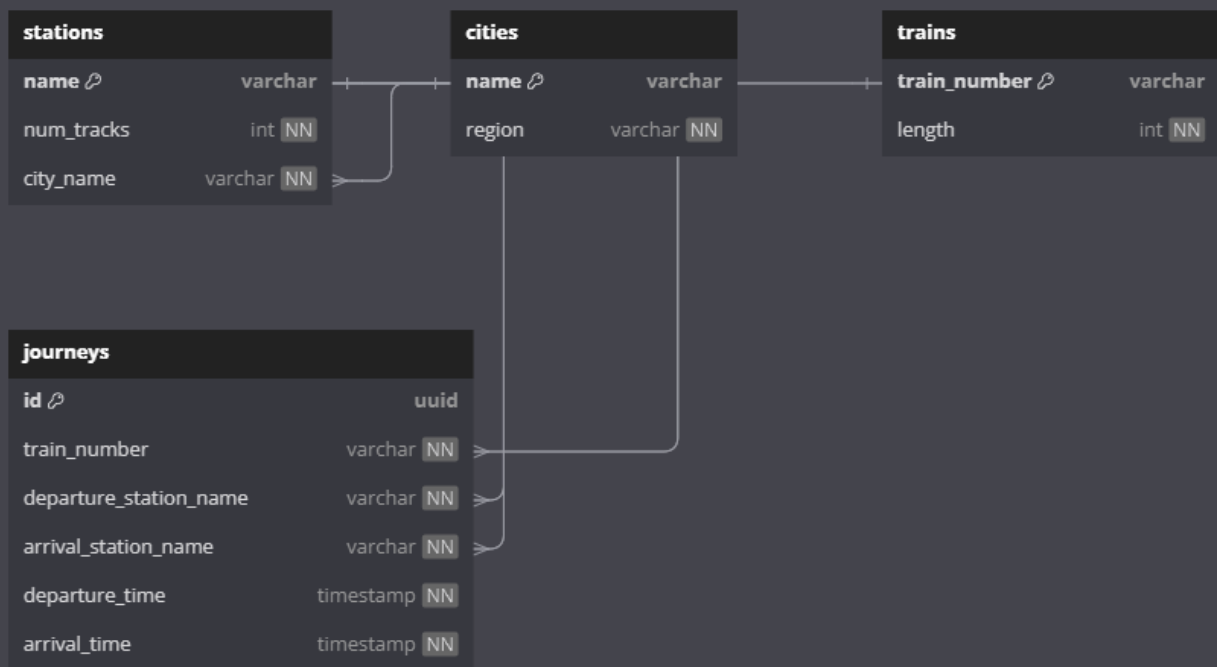 stations
name varchar
num_tracks int NN
city_name varchar NN
cities
name varchar
region varchar NN
trains
train_number varchar
length int NN
journeys
id uuid
train_number varchar NN
departure_station_name varchar NN
arrival_station_name varchar NN
departure_time timestamp NN
arrival_time timestamp NN